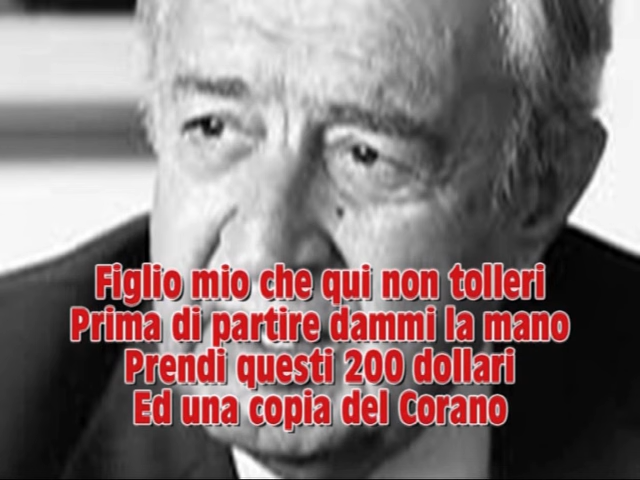 Figlio mio che qui non tolleri
Prima di partire dammi la mano
Prendi questi 200 dollari
Ed una copia del Corano